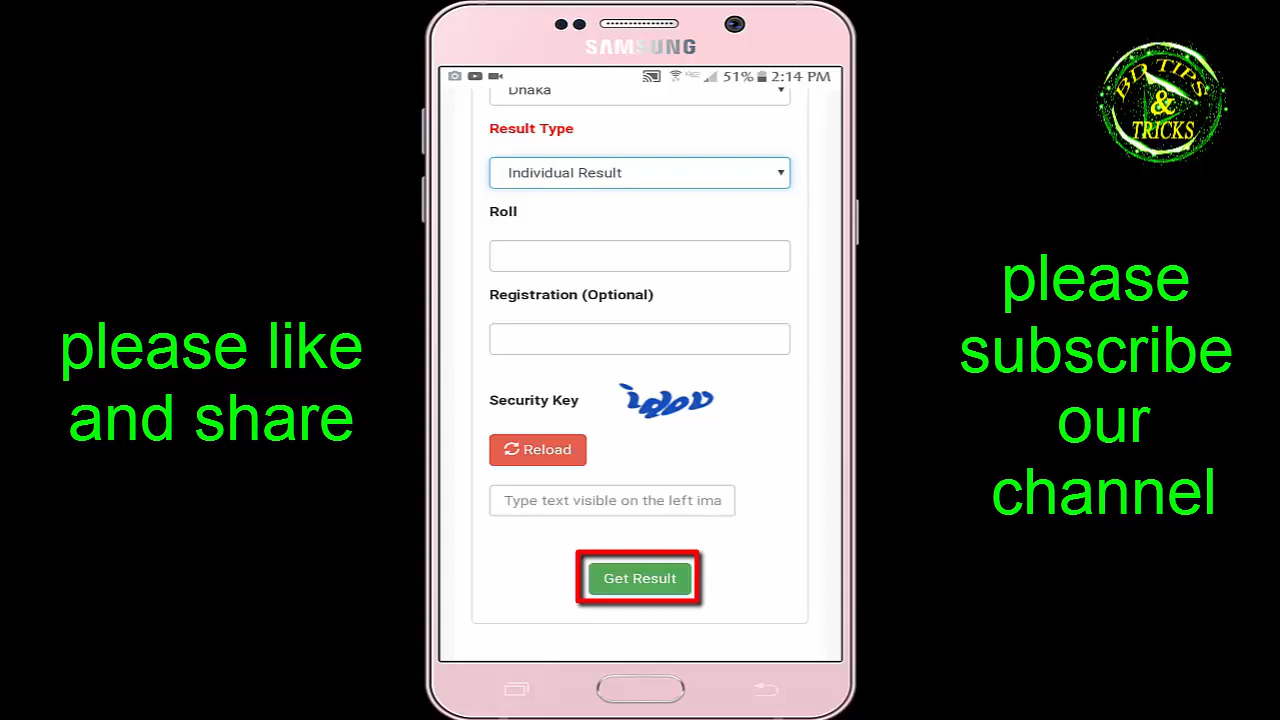 SAMSUNG
51% 2:14 PM
Dhaka
Result Type
Individual Result
Roll
Registration (Optional)
Security Key
Reload
Type text visible on the left ima
Get Result
please like
and share
BD TIPS
&
TRICKS
please
subscribe
our
channel